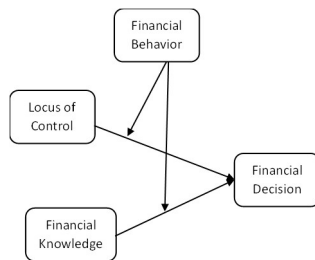 Financial
Behavior
Locus of
Control
Financial
Decision
Financial
Knowledge